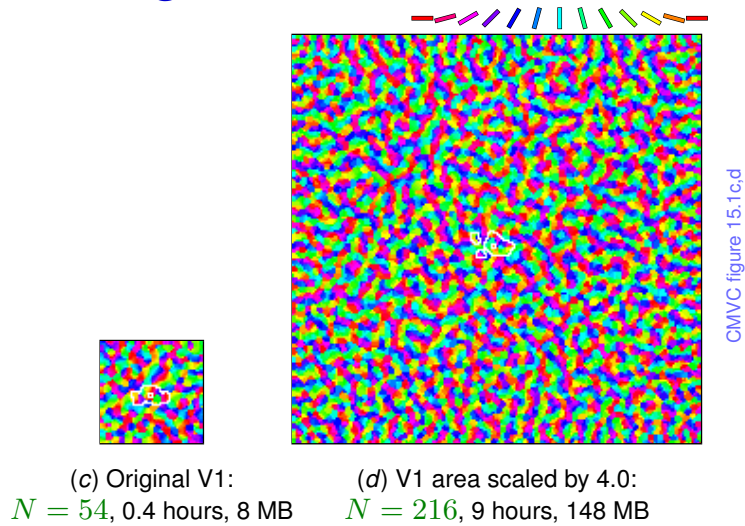 (c) Original V1:
N = 54, 0.4 hours, 8 MB
(d) V1 area scaled by 4.0:
N = 216, 9 hours, 148 MB
CMVC figure 15.1c,d